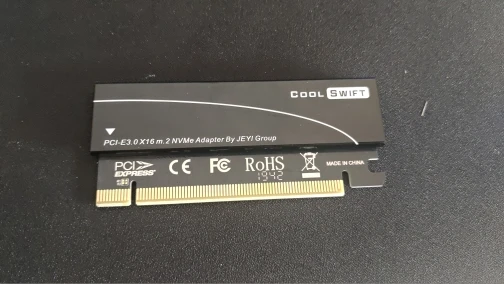 COOL SWIFT
PCI-E3.0 X16 m.2 NVMe Adapter By JEYI Group
PCI EXPRESS
CE FC RoHS
1942
MADE IN CHINA